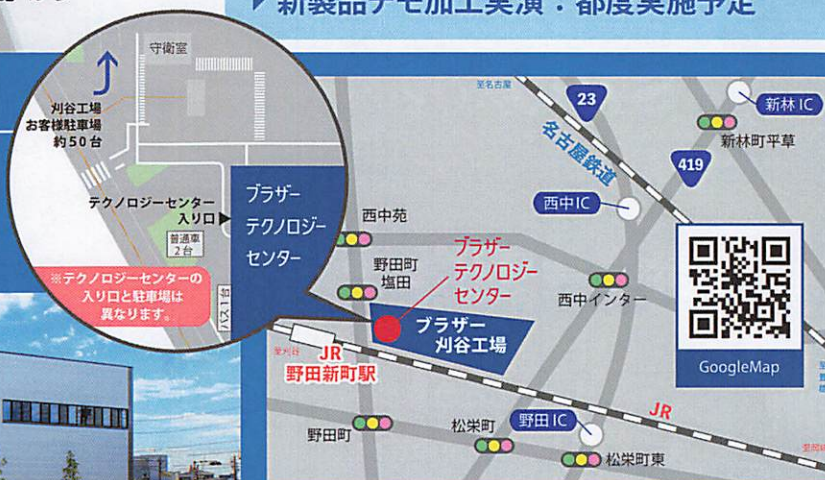 新製品デモ加工実演：都度実施予定
守衛室
刈谷工場
お客様駐車場
約50台
テクノロジーセンター
入り口
普通車
2台
バス1台
ブラザー
テクノロジー
センター
※テクノロジーセンターの
入り口と駐車場は
異なります。
至名古屋
23
名古屋鉄道
新林IC
新林町平草
419
西中IC
西中苑
野田町
塩田
ブラザー
テクノロジー
センター
西中インター
ブラザー
刈谷工場
GoogleMap
至刈谷
JR
野田新町駅
JR
野田町
松栄町
野田IC
松栄町東